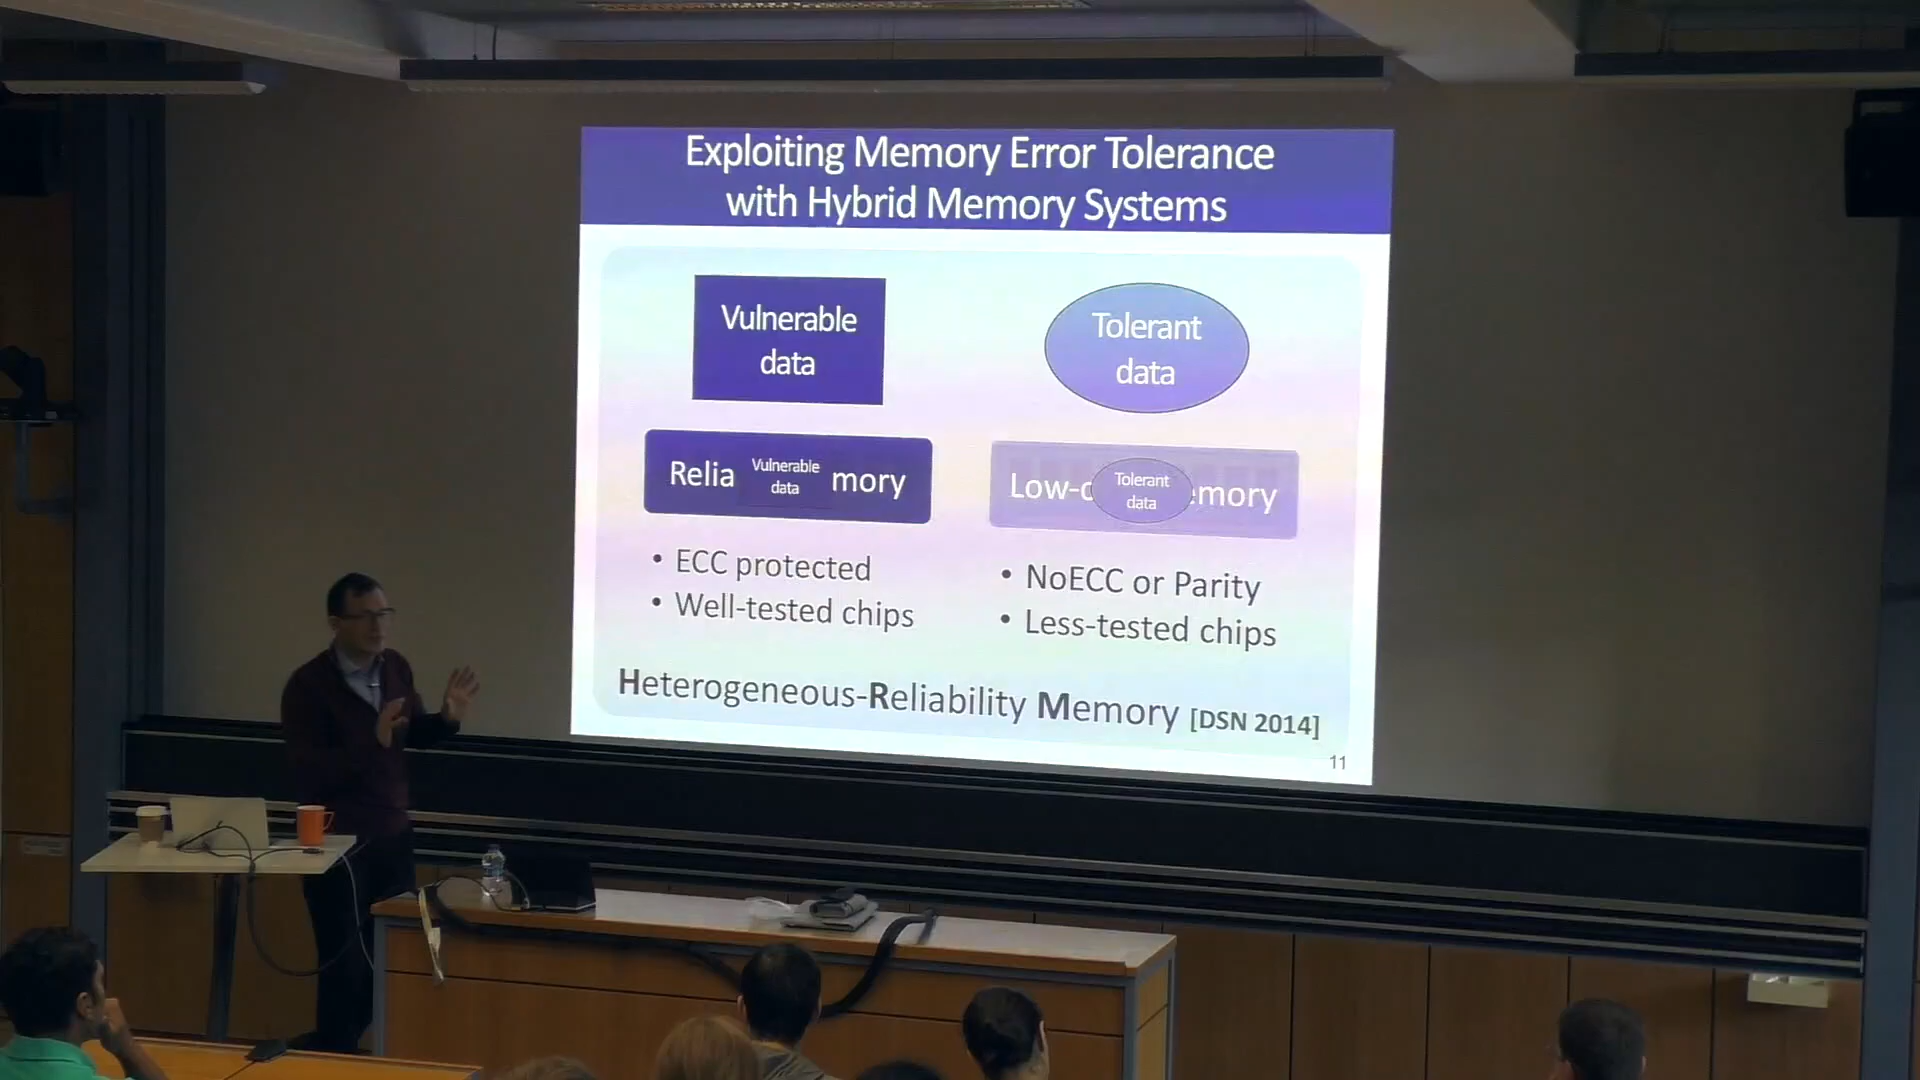 Exploiting Memory Error Tolerance
with Hybrid Memory Systems
Vulnerable
data
Tolerant
data
Relia
Vulnerable
data
mory
Low-c
Tolerant
data
emory
• ECC protected
• Well-tested chips
• NoECC or Parity
• Less-tested chips
Heterogeneous-Reliability Memory [DSN 2014]
11